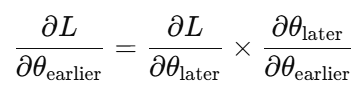 ∂L/∂θ_earlier = ∂L/∂θ_later × ∂θ_later/∂θ_earlier